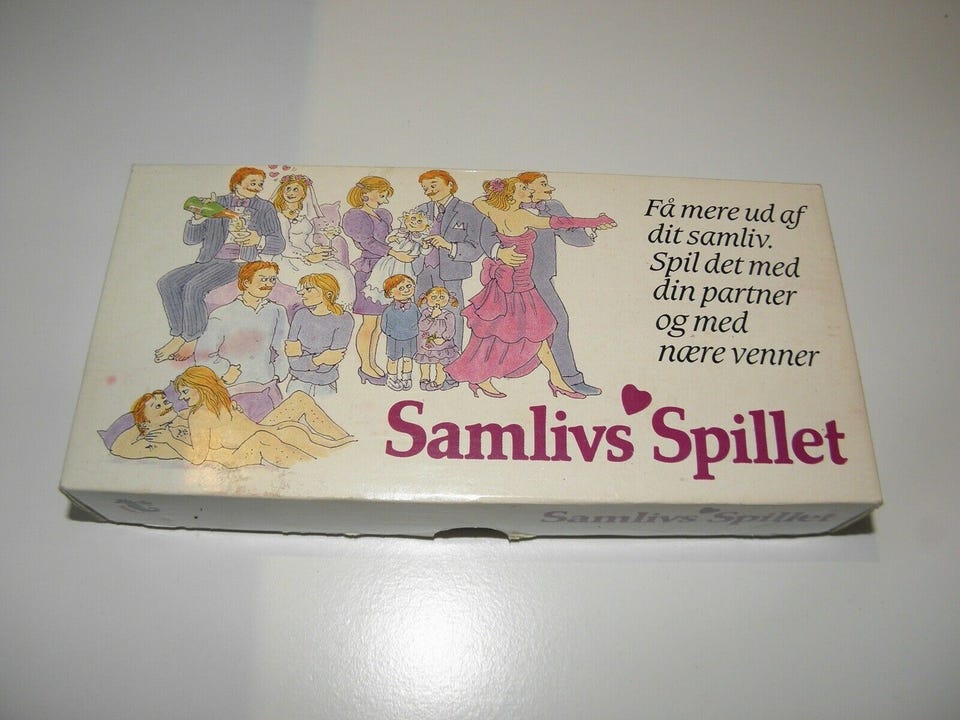 Få mere ud af
dit samliv.
Spil det med
din partner
og med
nære venner
Samlivs Spillet
Samlivs Spillet